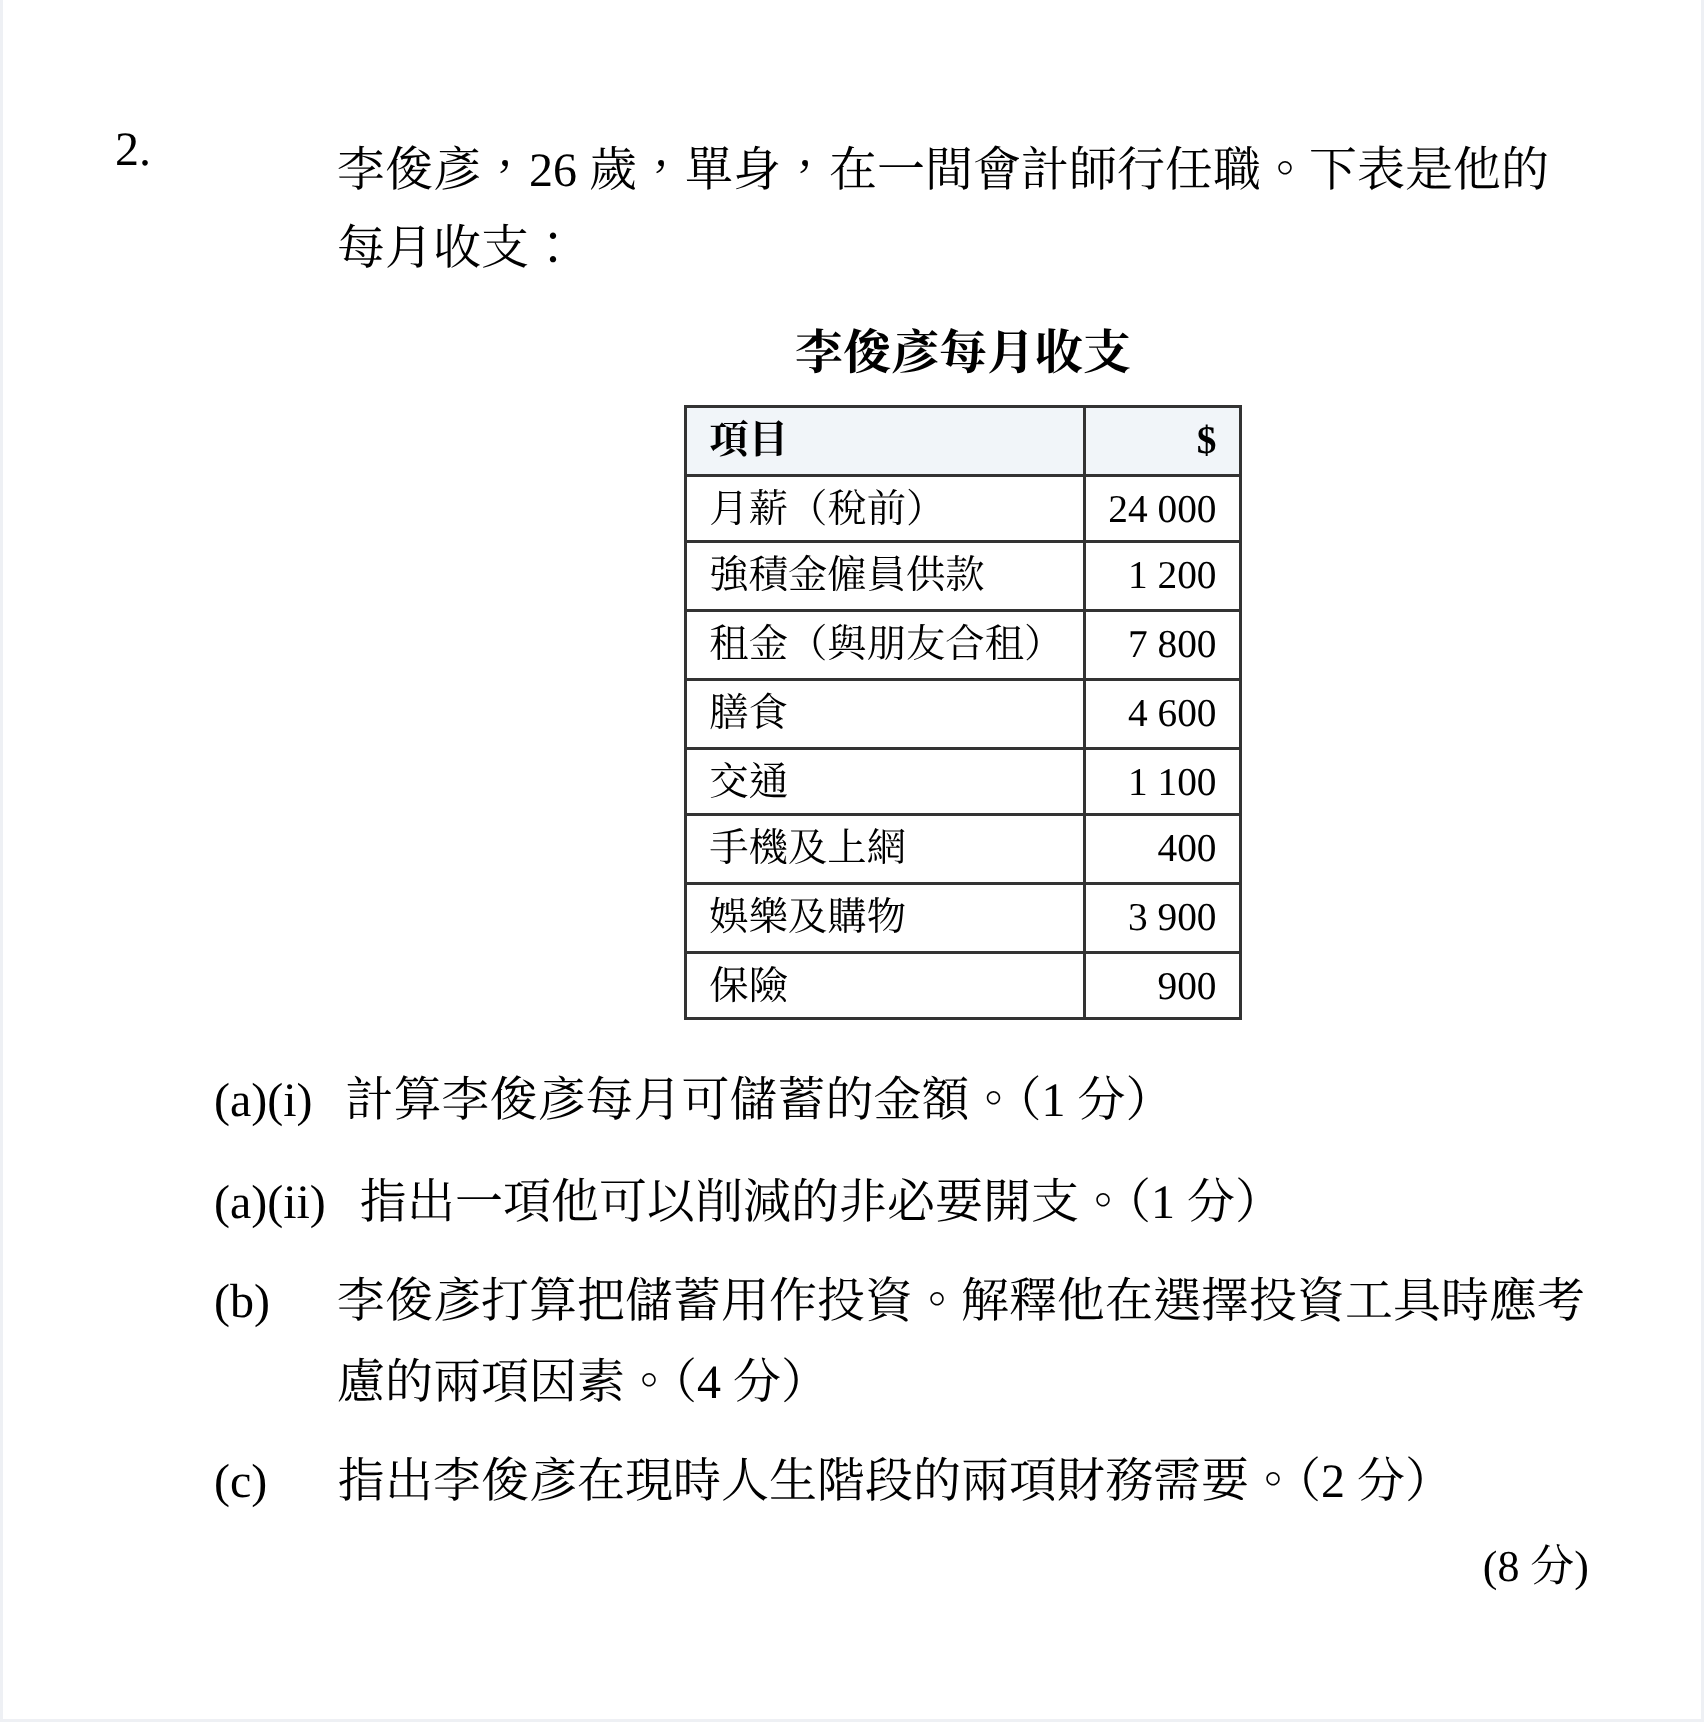 2. 李俊彥，26 歲，單身，在一間會計師行任職。下表是他的
每月收支：
李俊彥每月收支
項目 $
月薪（稅前） 24 000
強積金僱員供款 1 200
租金（與朋友合租） 7 800
膳食 4 600
交通 1 100
手機及上網 400
娛樂及購物 3 900
保險 900
(a)(i) 計算李俊彥每月可儲蓄的金額。（1 分）
(a)(ii) 指出一項他可以削減的非必要開支。（1 分）
(b) 李俊彥打算把儲蓄用作投資。解釋他在選擇投資工具時應考
慮的兩項因素。（4 分）
(c) 指出李俊彥在現時人生階段的兩項財務需要。（2 分）
(8 分)